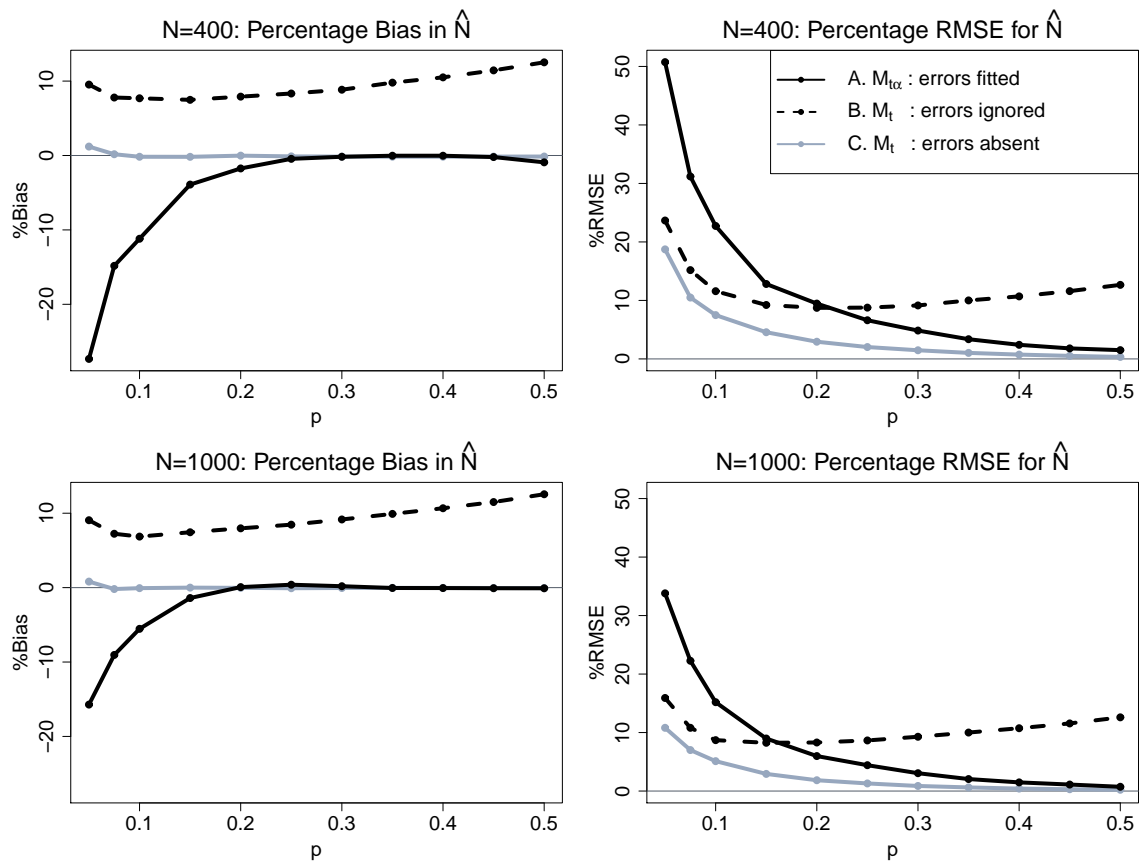 N=400: Percentage Bias in N̂
%Bias
10
0
−10
−20
0.1 0.2 0.3 0.4 0.5
p
N=400: Percentage RMSE for N̂
%RMSE
50
40
30
20
10
0
A. Mtα : errors fitted
B. Mt : errors ignored
C. Mt : errors absent
0.1 0.2 0.3 0.4 0.5
p
N=1000: Percentage Bias in N̂
%Bias
10
0
−10
−20
0.1 0.2 0.3 0.4 0.5
p
N=1000: Percentage RMSE for N̂
%RMSE
50
40
30
20
10
0
0.1 0.2 0.3 0.4 0.5
p